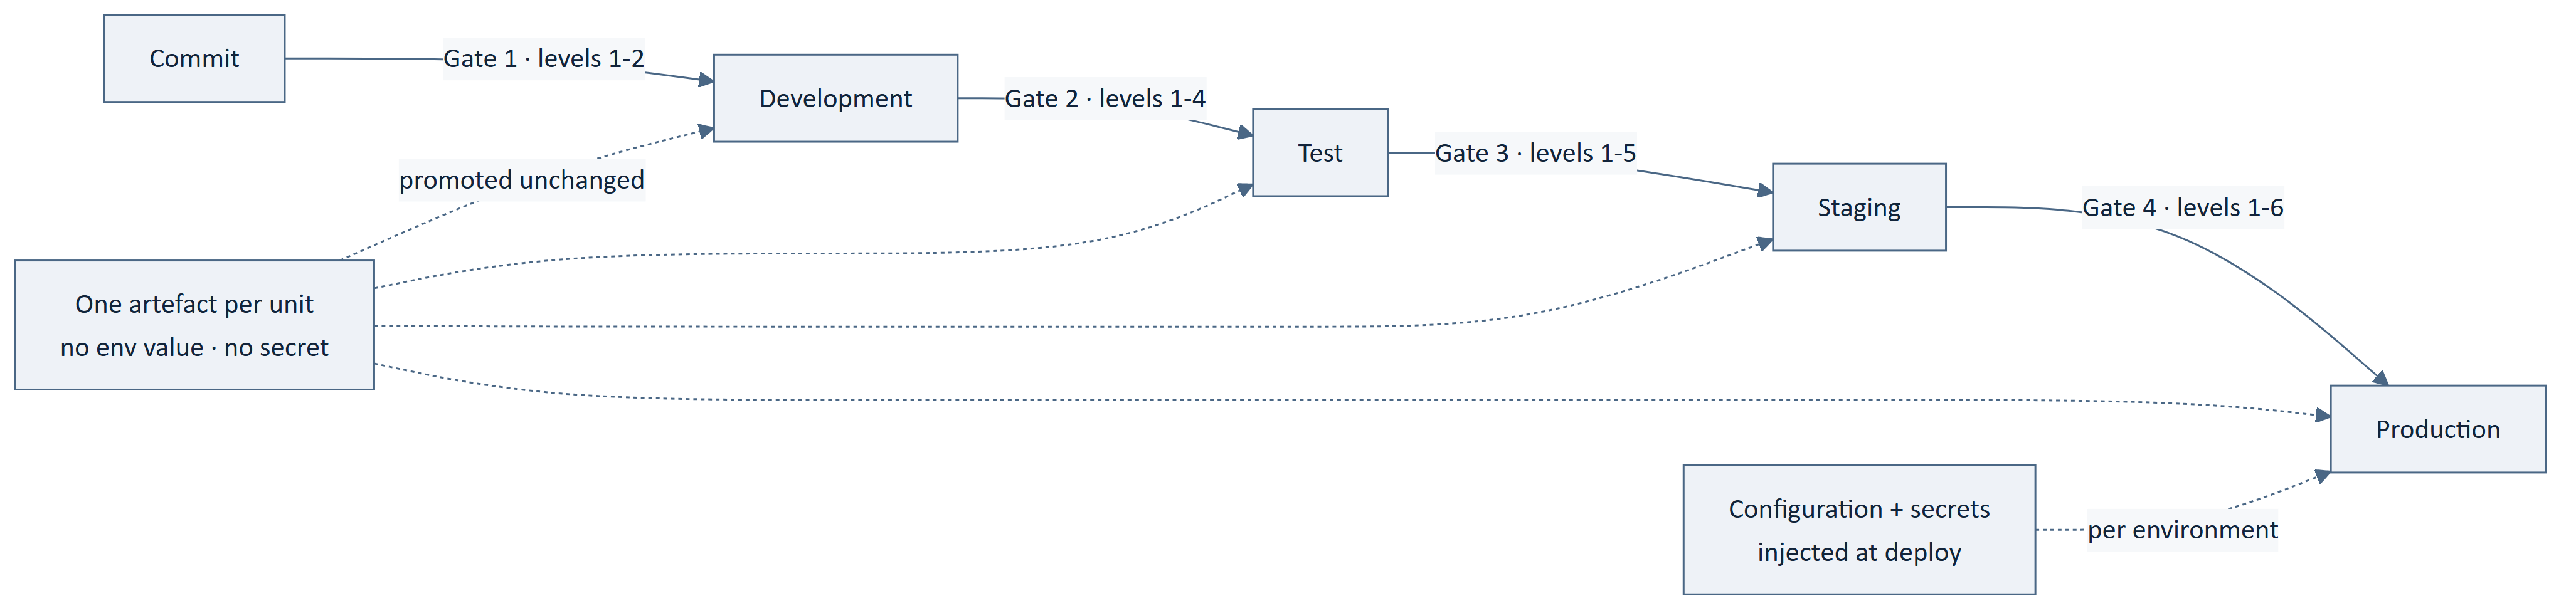 Commit
Gate 1 · levels 1-2
Development
Gate 2 · levels 1-4
Test
Gate 3 · levels 1-5
Staging
Gate 4 · levels 1-6
promoted unchanged
One artefact per unit
no env value · no secret
Production
Configuration + secrets
injected at deploy
per environment